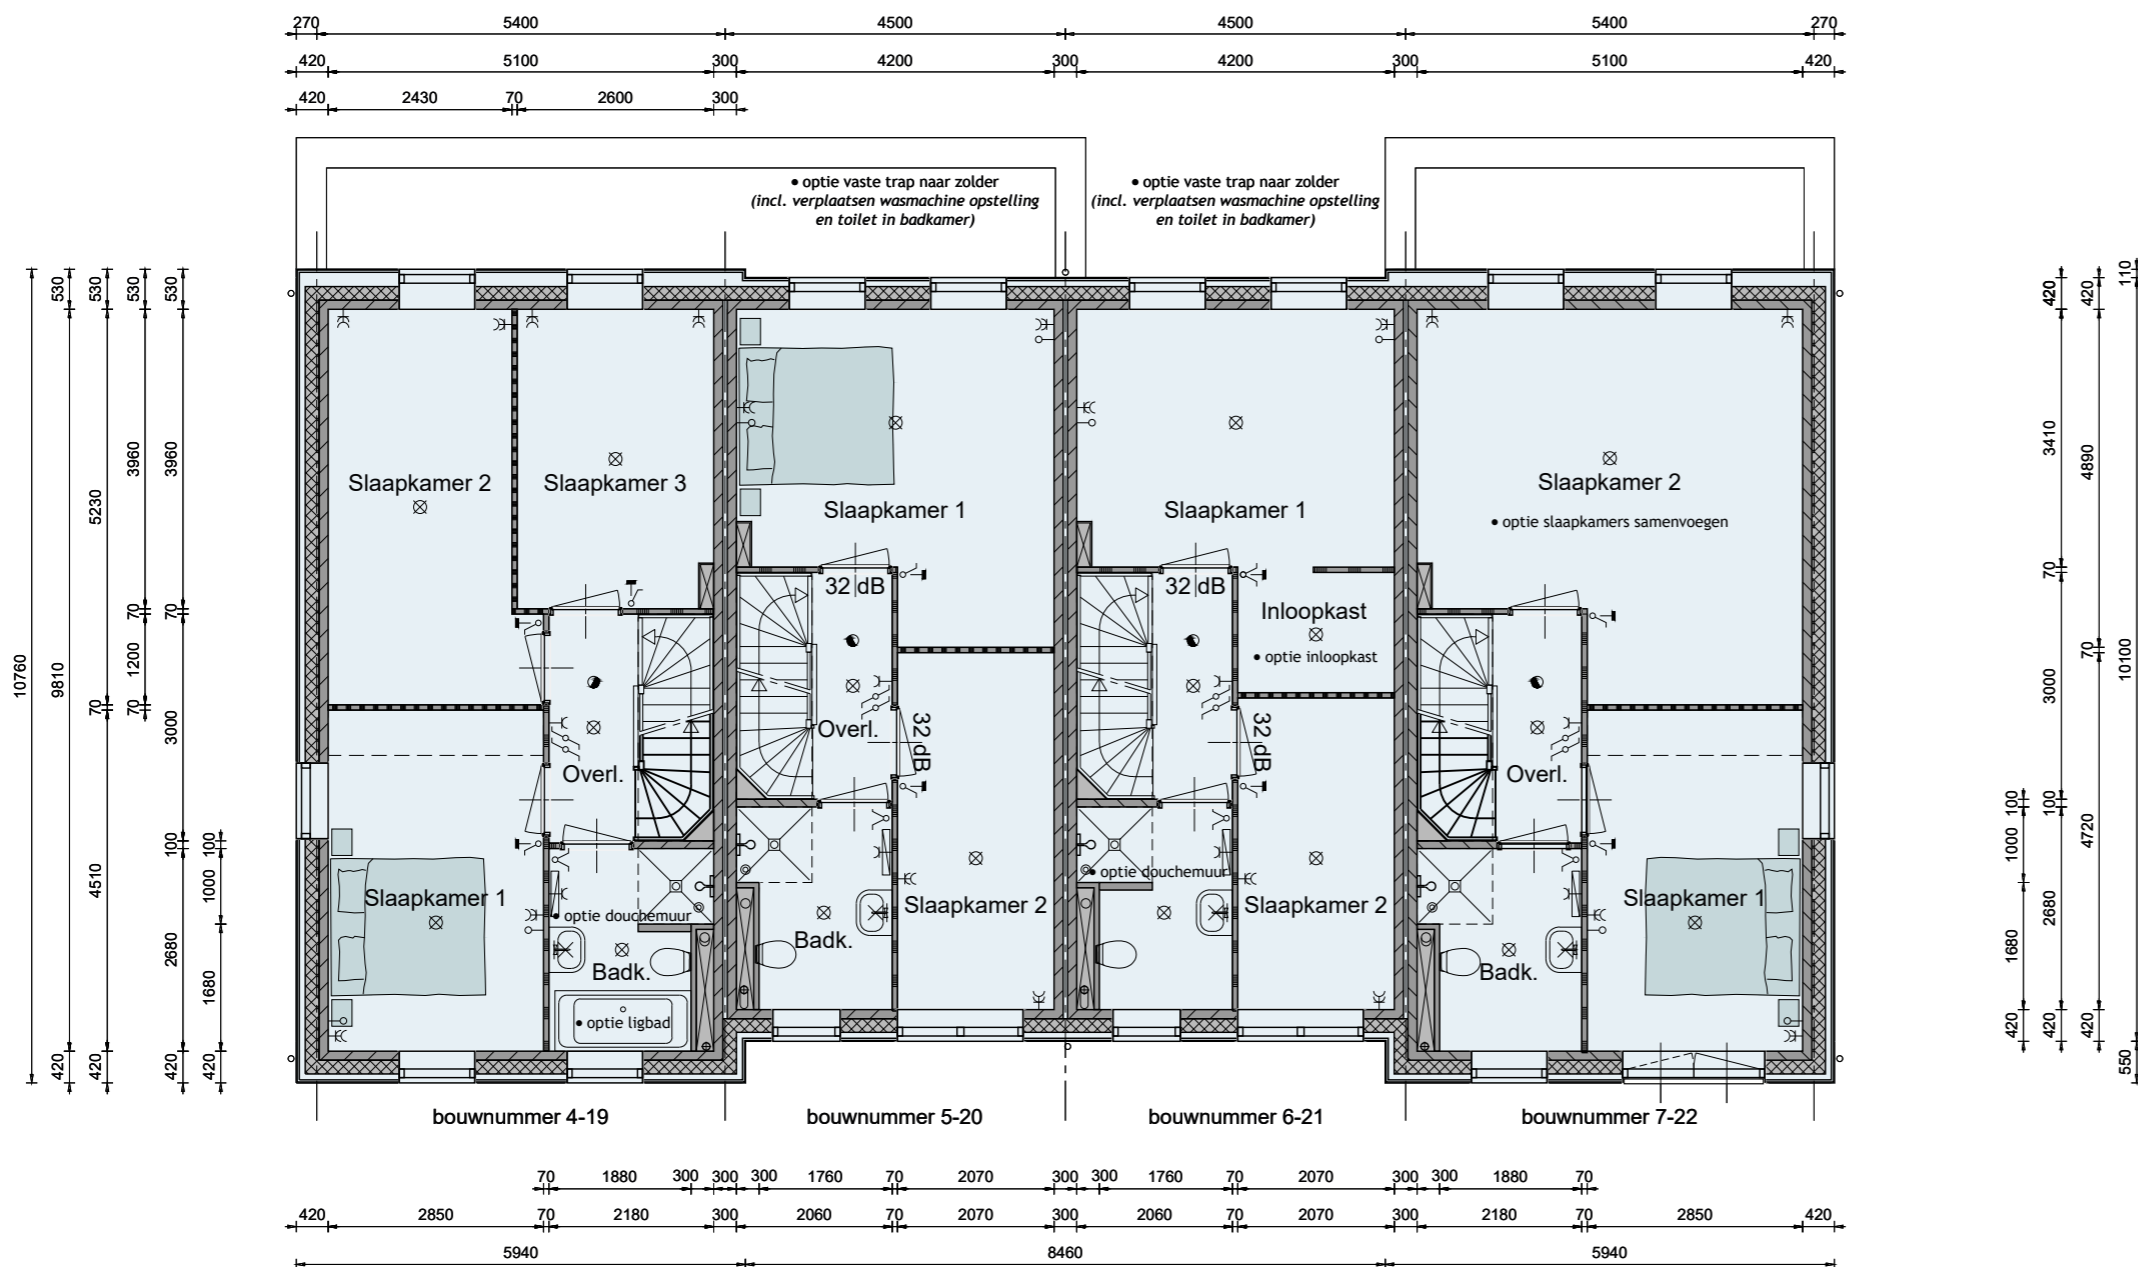 270 5400 4500 4500 5400 270
420 5100 300 4200 300 4200 300 5100 420
420 2430 70 2600 300
• optie vaste trap naar zolder
(incl. verplaatsen wasmachine opstelling
en toilet in badkamer)
• optie vaste trap naar zolder
(incl. verplaatsen wasmachine opstelling
en toilet in badkamer)
10760
530 9810 420
530 5230 70 4510 420
530 3960 70 1200 70
530 3960 70 3000 100 2680 420
100 1000 1680 420
Slaapkamer 2
Slaapkamer 3
Overl.
Slaapkamer 1
• optie douchemuur
Badk.
• optie ligbad
Slaapkamer 1
32 dB
Overl.
32 dB
Badk.
Slaapkamer 2
Slaapkamer 1
32 dB
Inloopkast
• optie inloopkast
32 dB
• optie douchemuur
Slaapkamer 2
Slaapkamer 2
• optie slaapkamers samenvoegen
Overl.
Slaapkamer 1
Badk.
100 1000 1680 420
420 3410 70 3000 100 2680 420
420 4890 70 4720 420
110 10100 550
bouwnummer 4-19
bouwnummer 5-20
bouwnummer 6-21
bouwnummer 7-22
70 1880 300 300 300 1760 70 2070 300 300 1760 70 2070 300 300 1880 70
420 2850 70 2180 300 2060 70 2070 300 2060 70 2070 300 2180 70 2850 420
5940 8460 5940